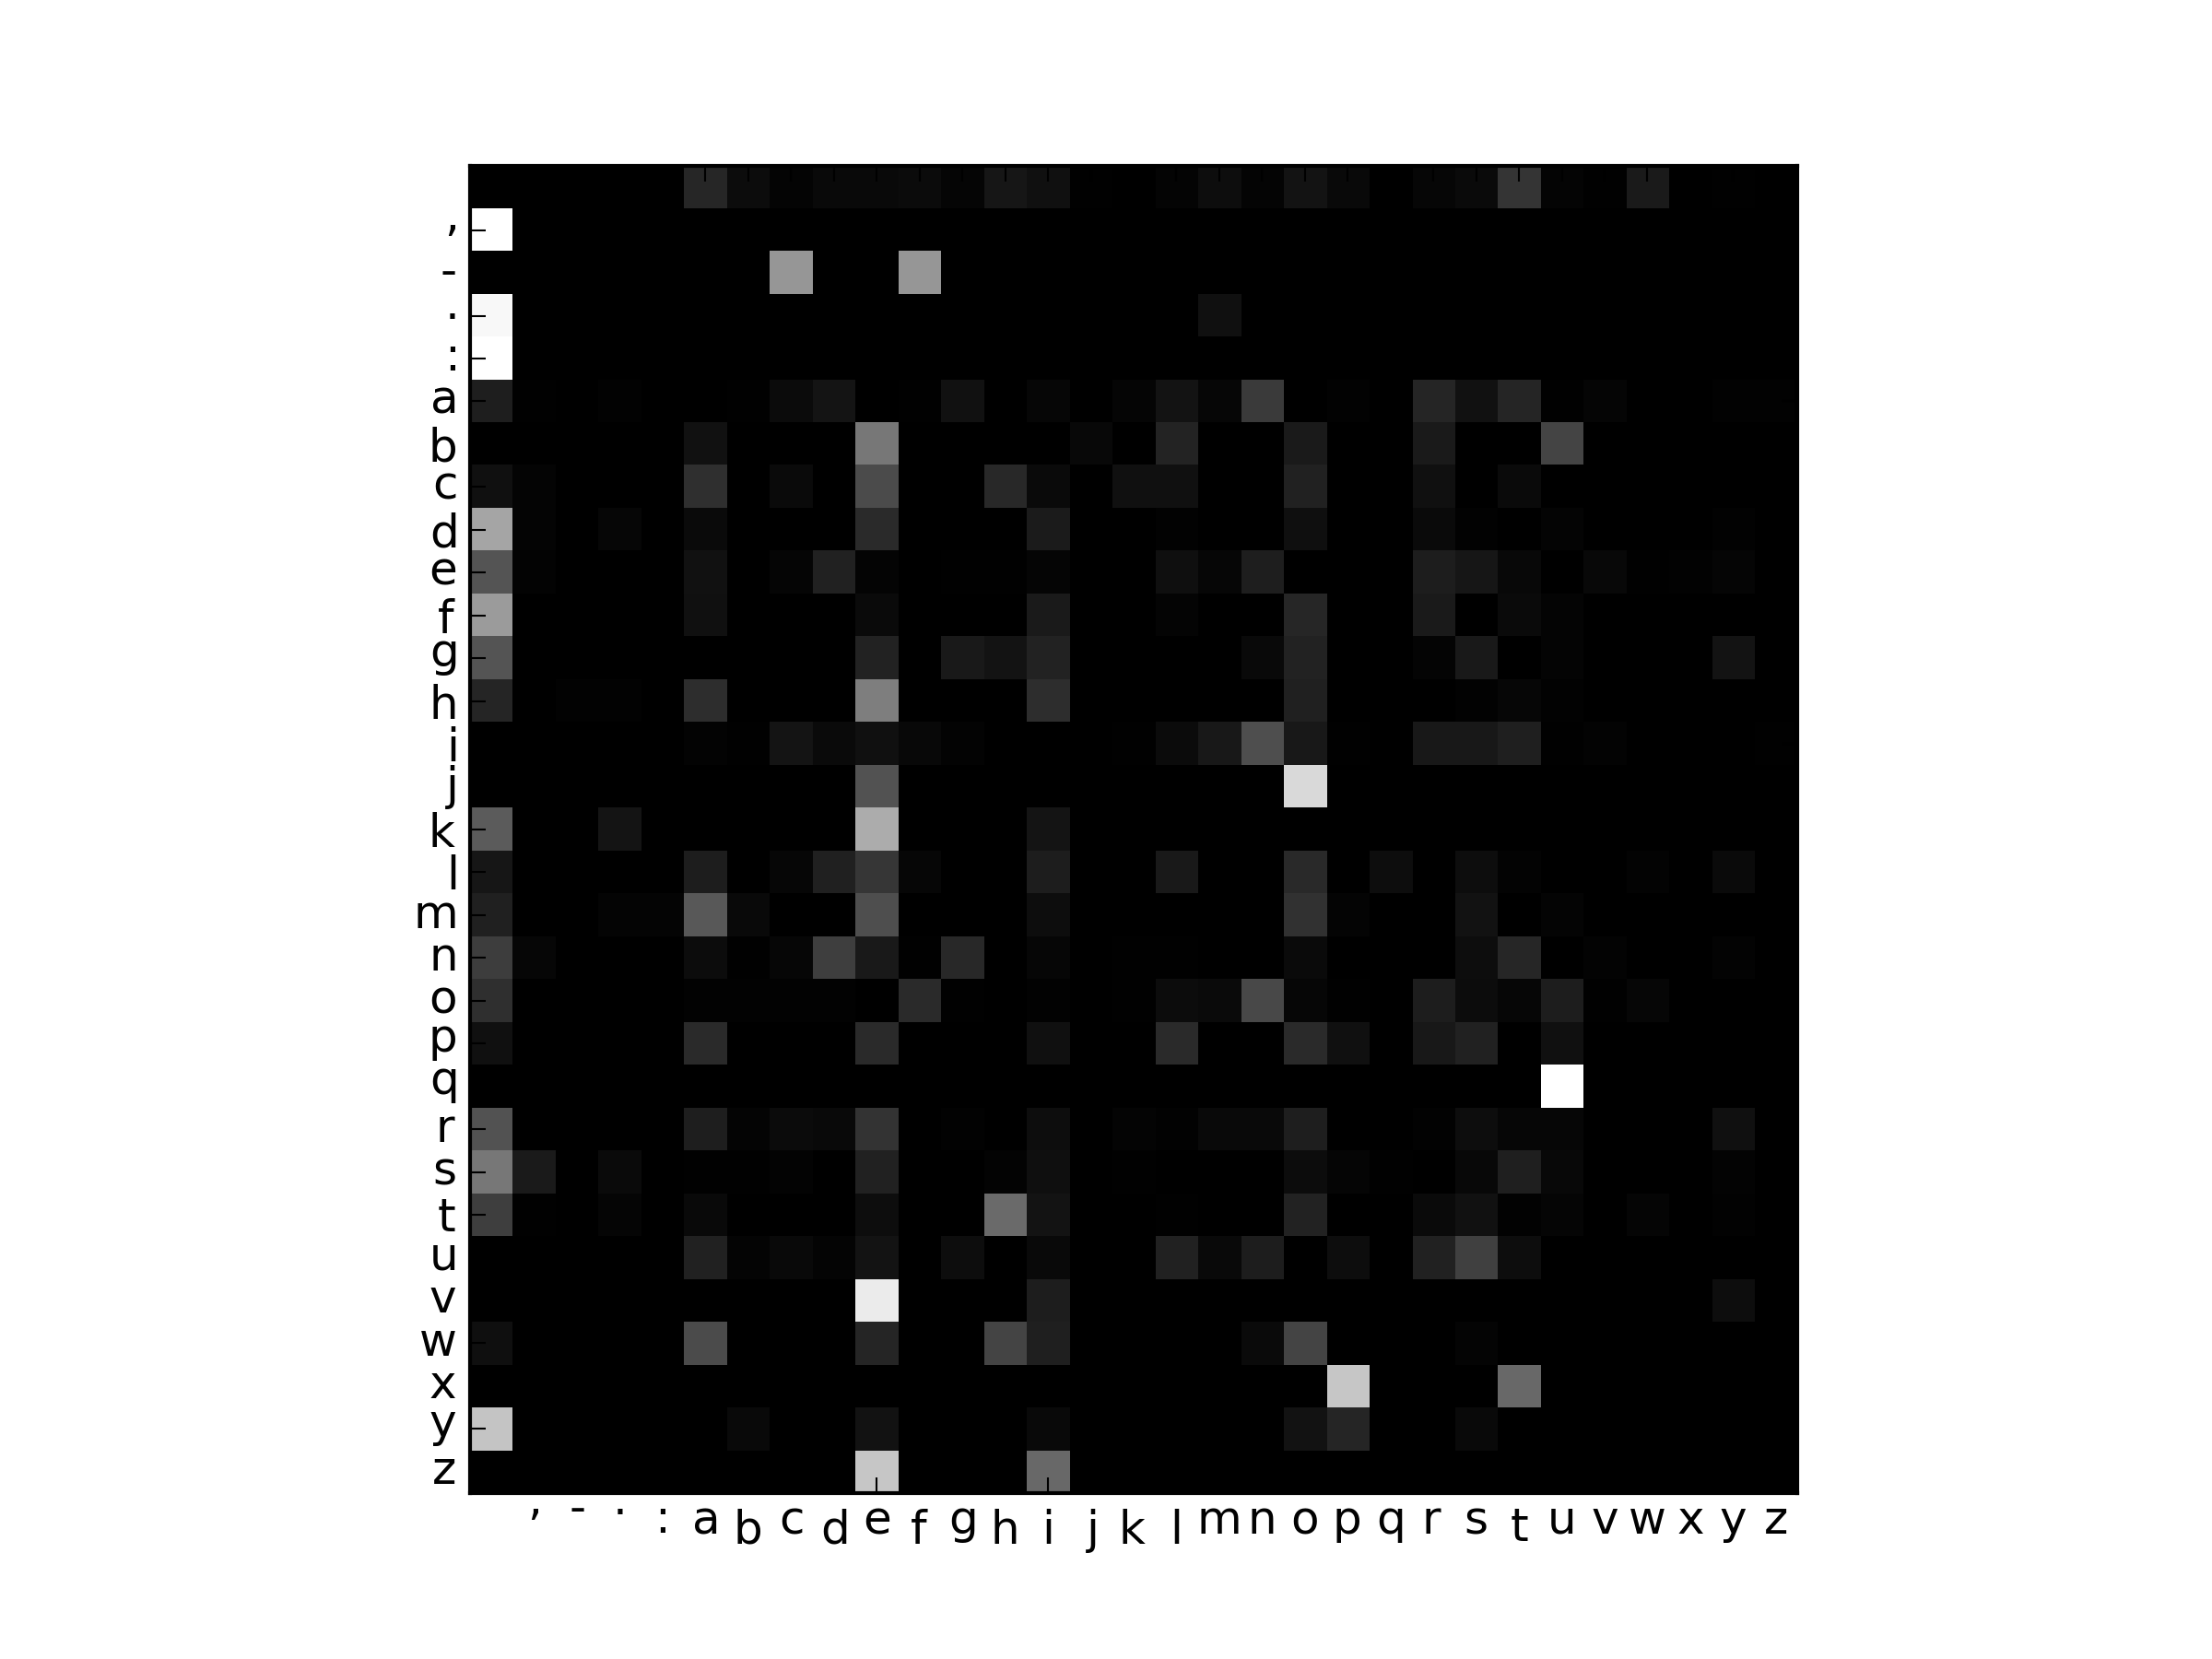 ,
-
.
:
a
b
c
d
e
f
g
h
i
j
k
l
m
n
o
p
q
r
s
t
u
v
w
x
y
z
, - . : a b c d e f g h i j k l m n o p q r s t u v w x y z